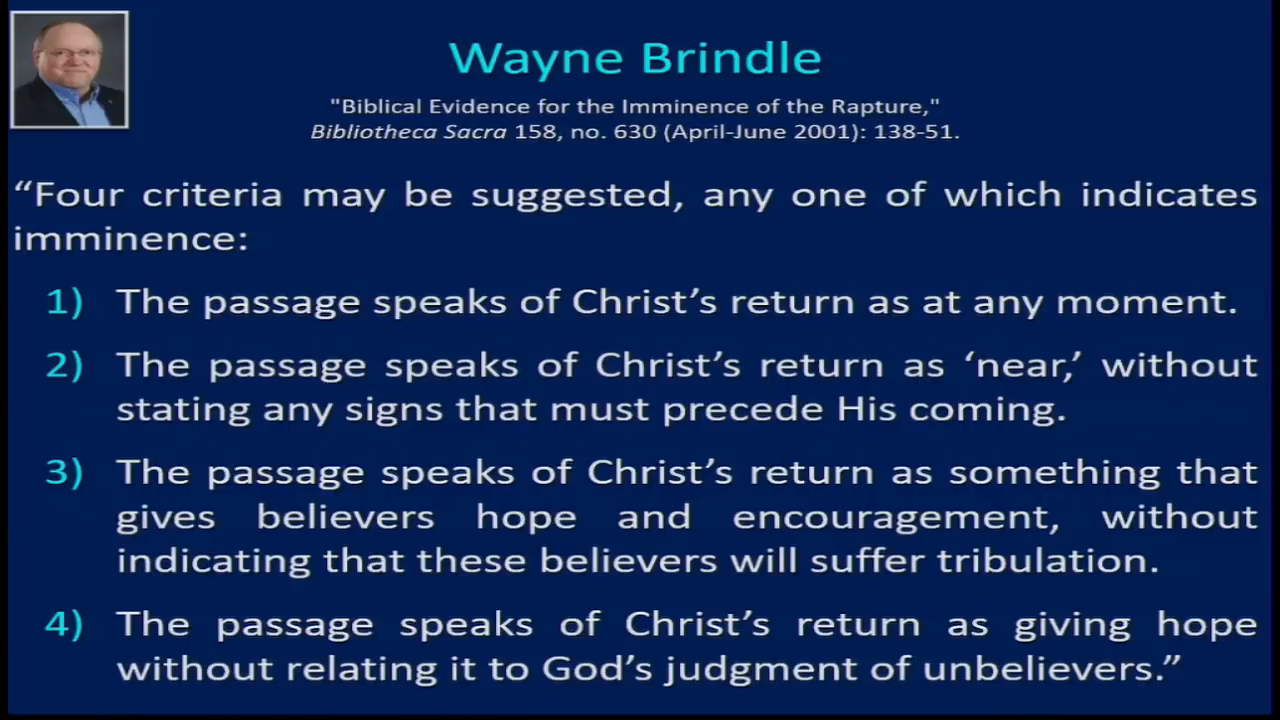 Wayne Brindle
"Biblical Evidence for the Imminence of the Rapture,"
Bibliotheca Sacra 158, no. 630 (April-June 2001): 138-51.
“Four criteria may be suggested, any one of which indicates
imminence:
1) The passage speaks of Christ’s return as at any moment.
2) The passage speaks of Christ’s return as ‘near,’ without
stating any signs that must precede His coming.
3) The passage speaks of Christ’s return as something that
gives believers hope and encouragement, without
indicating that these believers will suffer tribulation.
4) The passage speaks of Christ’s return as giving hope
without relating it to God’s judgment of unbelievers.”